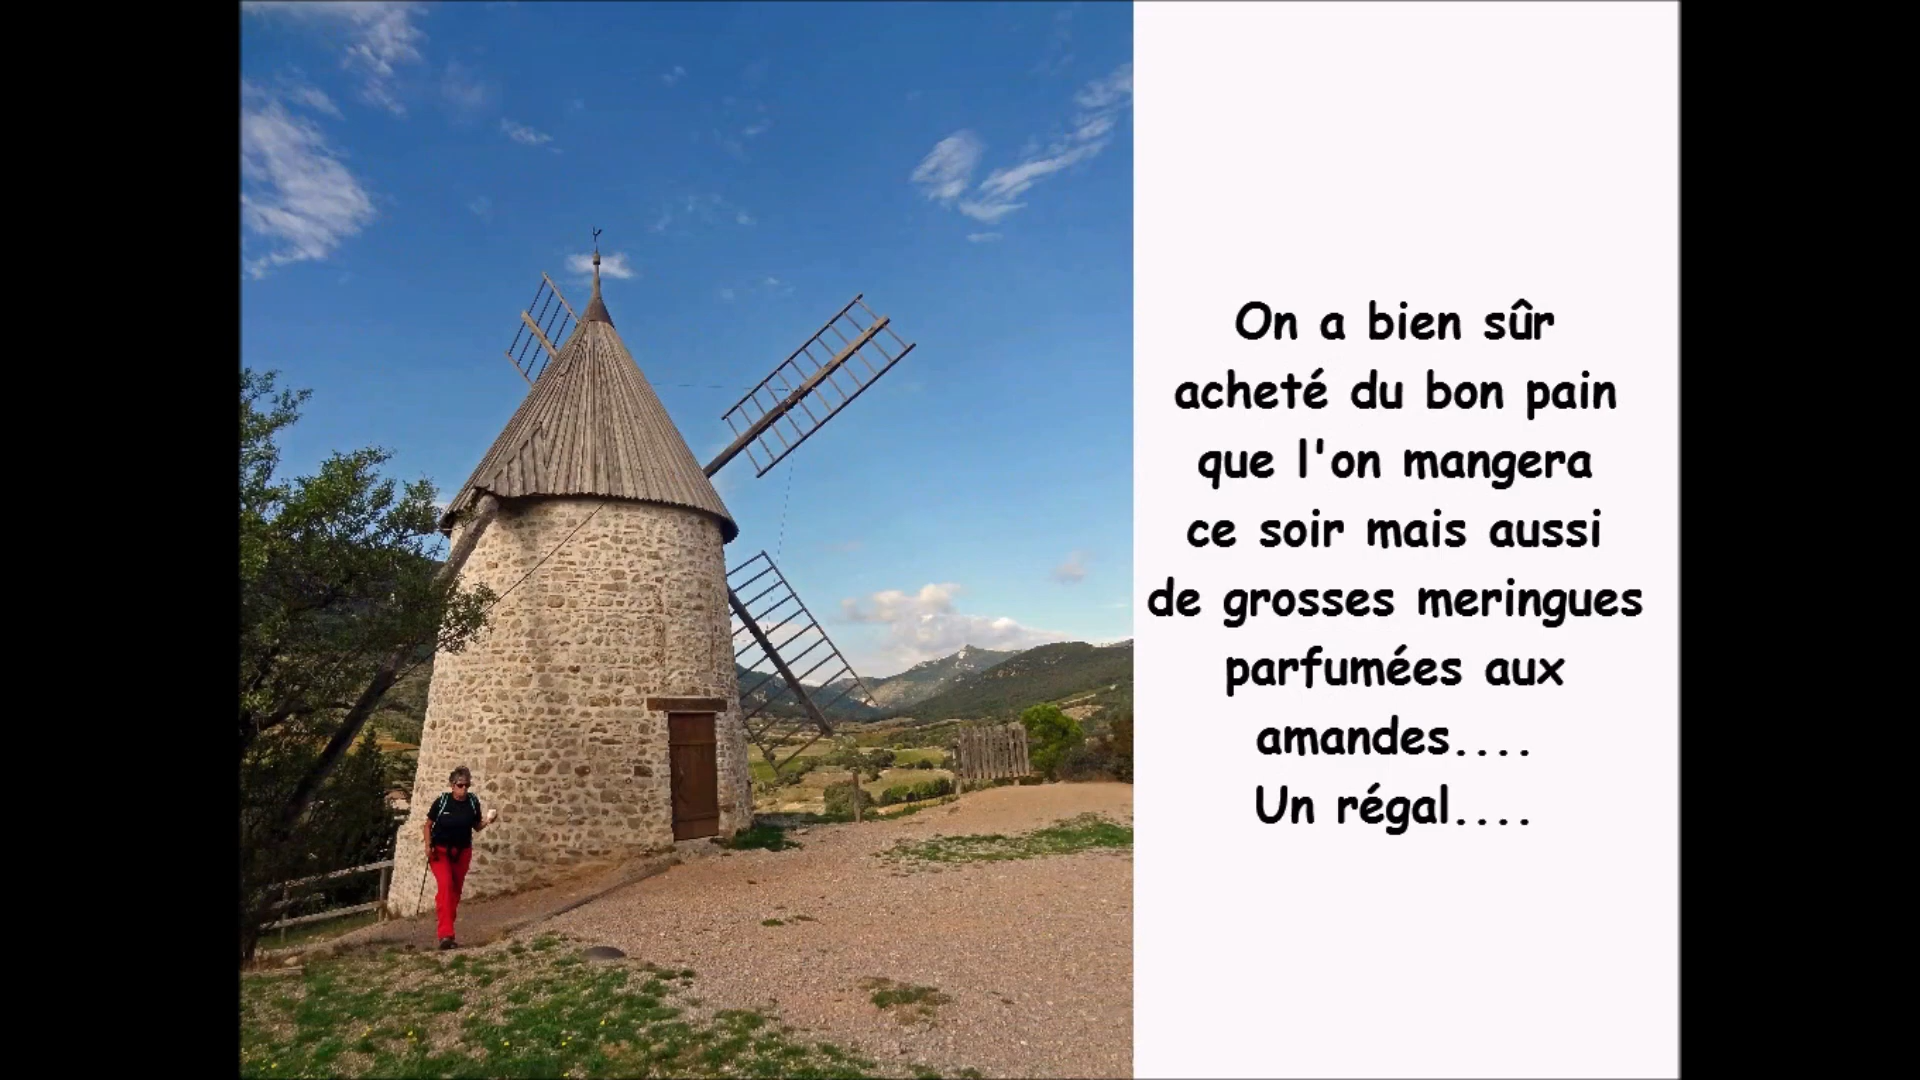 On a bien sûr
acheté du bon pain
que l'on mangera
ce soir mais aussi
de grosses meringues
parfumées aux
amandes....
Un régal....